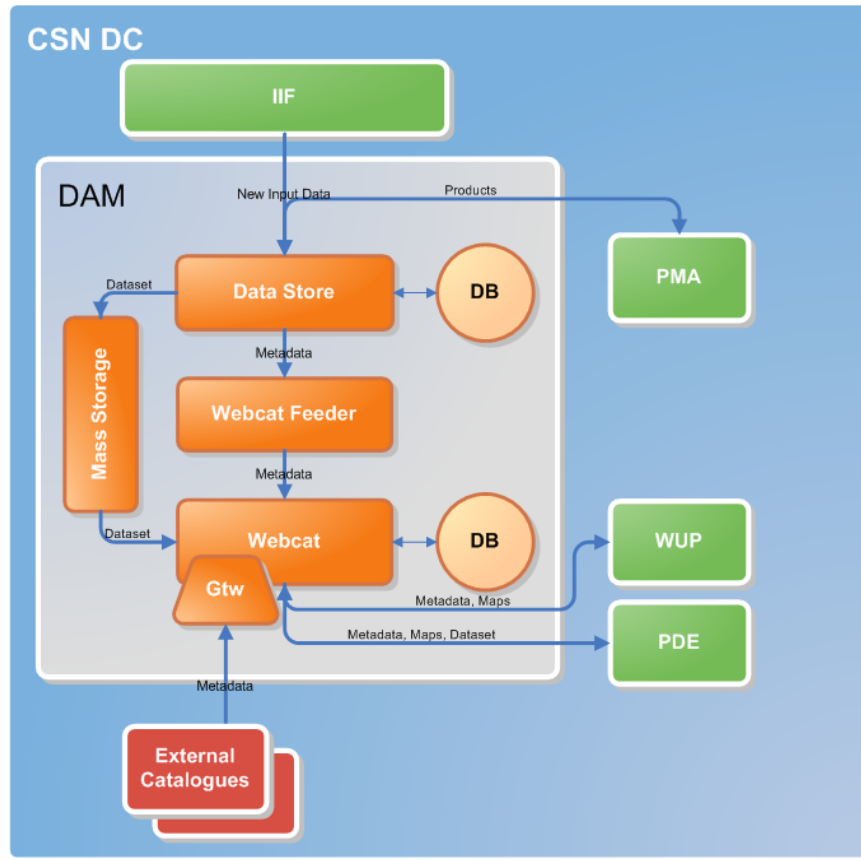 CSN DC
IIF
DAM
New Input Data
Products
PMA
Data Store
DB
Dataset
Metadata
Mass Storage
Webcat Feeder
Metadata
Dataset
Webcat
DB
WUP
Gtw
Metadata, Maps
Metadata, Maps, Dataset
PDE
Metadata
External
Catalogues